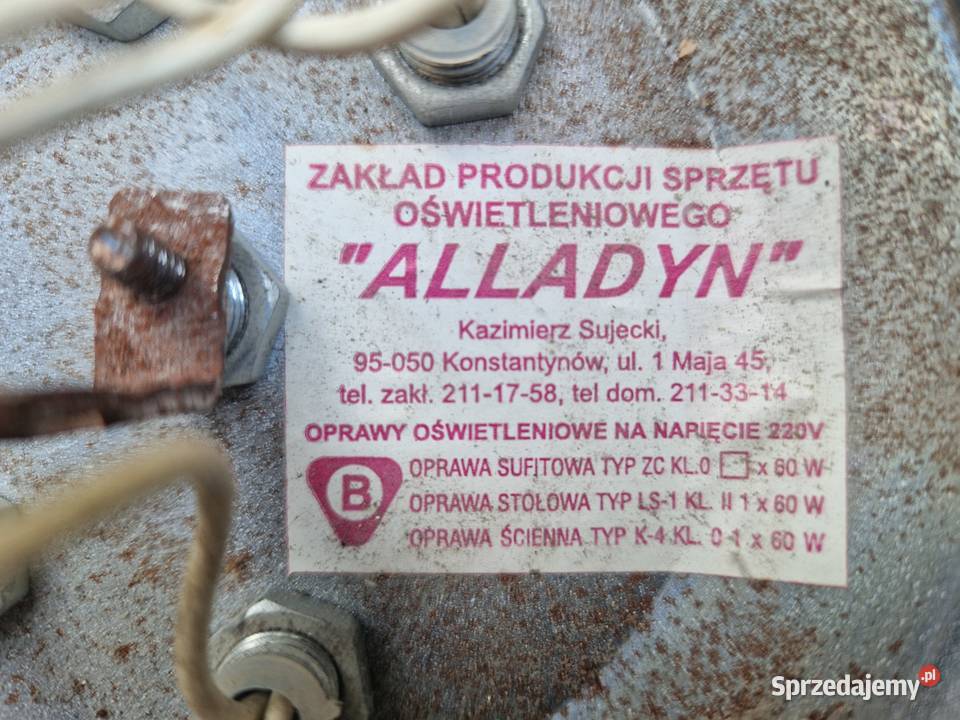 ZAKŁAD PRODUKCJI SPRZĘTU
OŚWIETLENIOWEGO
"ALLADYN"
Kazimierz Sujecki,
95-050 Konstantynów, ul. 1 Maja 45,
tel. zakł. 211-17-58, tel dom. 211-33-14
OPRAWY OŚWIETLENIOWE NA NAPIĘCIE 220V
B
OPRAWA SUFITOWA TYP ZC KL.0 □ x 60 W
OPRAWA STOŁOWA TYP LS-1 KL. II 1 x 60 W
OPRAWA ŚCIENNA TYP K-4 KL. 0 1 x 60 W
Sprzedajemy.pl